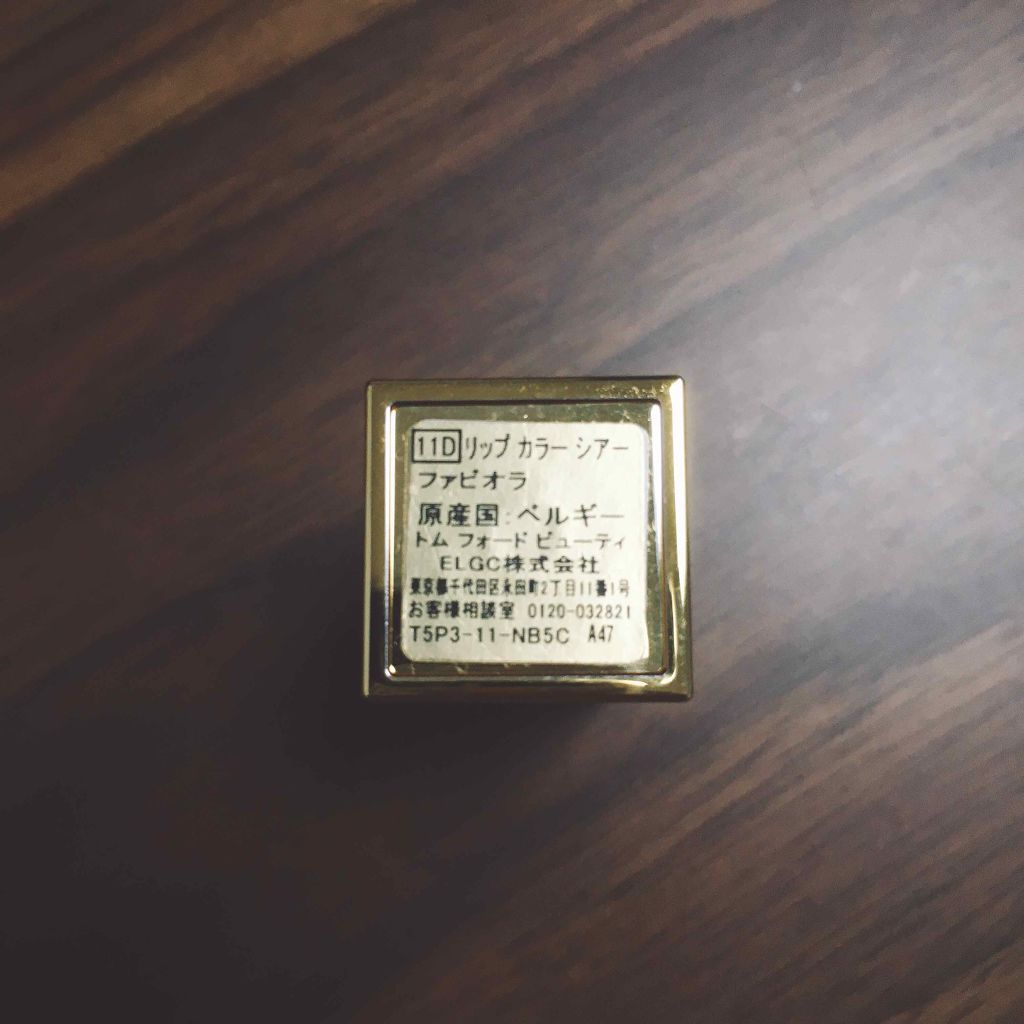 11D リップ カラー シアー
ファビオラ
原産国：ベルギー
トム フォード ビューティ
ELGC株式会社
東京都千代田区永田町2丁目11番1号
お客様相談室 0120-032821
T5P3-11-NB5C A47